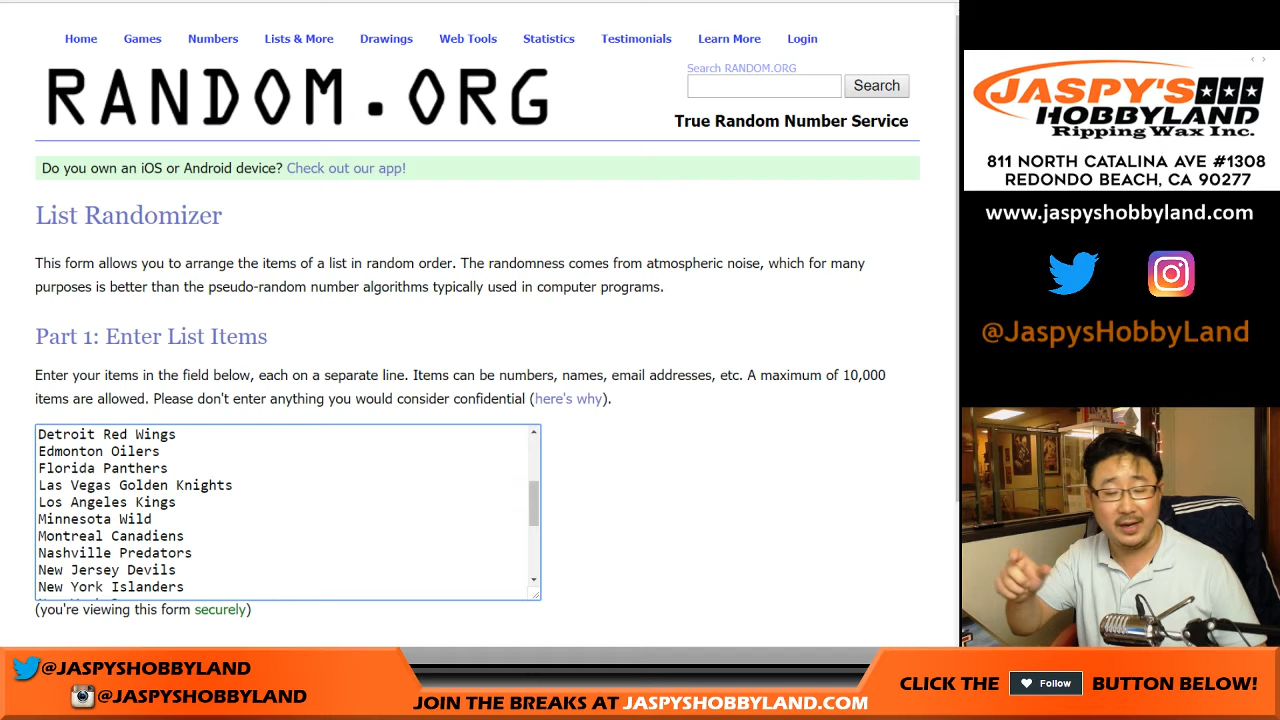 Home Games Numbers Lists & More Drawings Web Tools Statistics Testimonials Learn More Login
RANDOM.ORG
Search RANDOM.ORG
Search
True Random Number Service
Do you own an iOS or Android device? Check out our app!
List Randomizer
This form allows you to arrange the items of a list in random order. The randomness comes from atmospheric noise, which for many
purposes is better than the pseudo-random number algorithms typically used in computer programs.
Part 1: Enter List Items
Enter your items in the field below, each on a separate line. Items can be numbers, names, email addresses, etc. A maximum of 10,000
items are allowed. Please don't enter anything you would consider confidential (here's why).
Detroit Red Wings
Edmonton Oilers
Florida Panthers
Las Vegas Golden Knights
Los Angeles Kings
Minnesota Wild
Montreal Canadiens
Nashville Predators
New Jersey Devils
New York Islanders
(you're viewing this form securely)
JASPY'S
HOBBYLAND
Ripping Wax Inc.
811 NORTH CATALINA AVE #1308
REDONDO BEACH, CA 90277
www.jaspyshobbyland.com
@JaspysHobbyLand
@JASPYSHOBBYLAND
@JASPYSHOBBYLAND
JOIN THE BREAKS AT JASPYSHOBBYLAND.COM
CLICK THE Follow BUTTON BELOW!